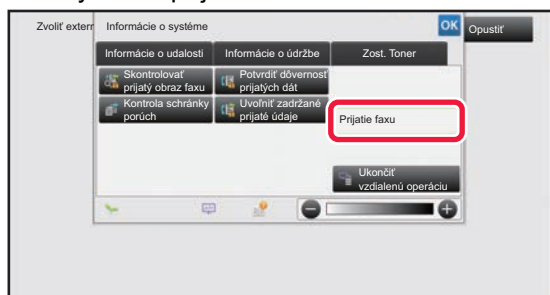 Zvoliť extern
Informácie o systéme
OK
Opustiť
Informácie o udalosti
Informácie o údržbe
Zost. Toner
Skontrolovať
prijatý obraz faxu
Potvrdiť dôvernosť
prijatých dát
Kontrola schránky
porúch
Uvoľniť zadržané
prijaté údaje
Prijatie faxu
Ukončiť
vzdialenú operáciu